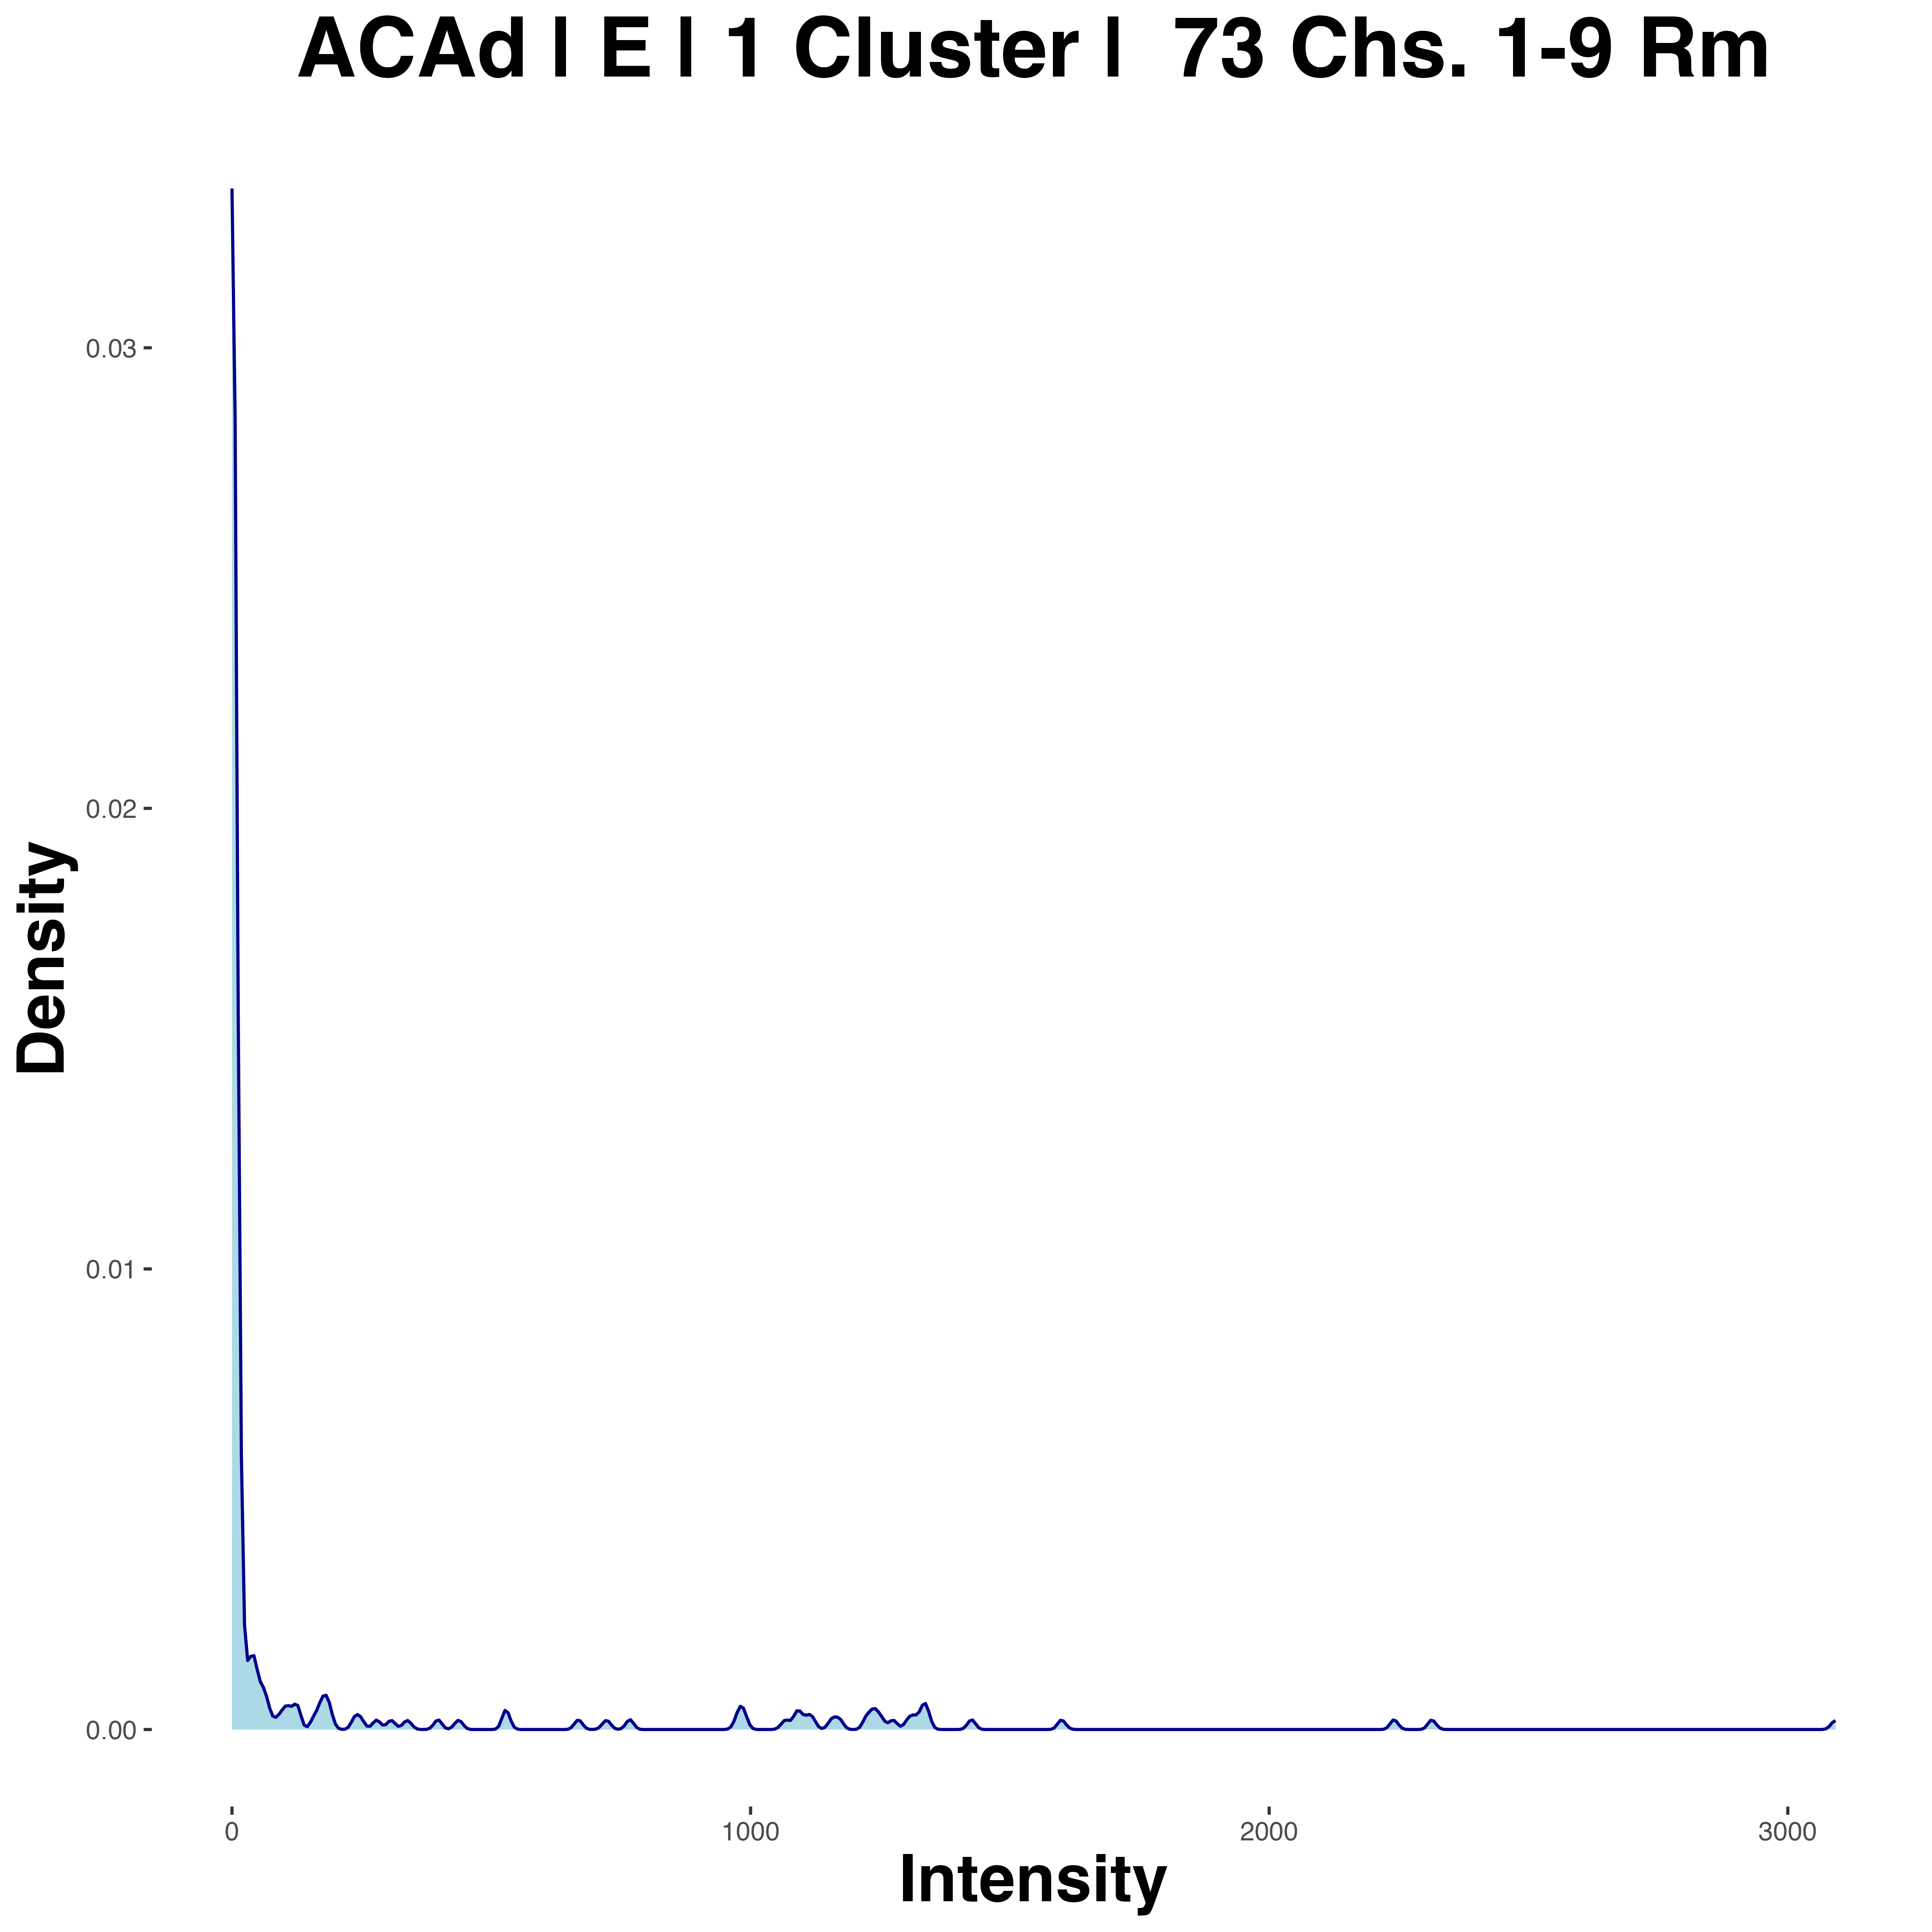 ACAd | E | 1 Cluster | 73 Chs. 1-9 Rm
Density
0.03
0.02
0.01
0.00
0 1000 2000 3000
Intensity